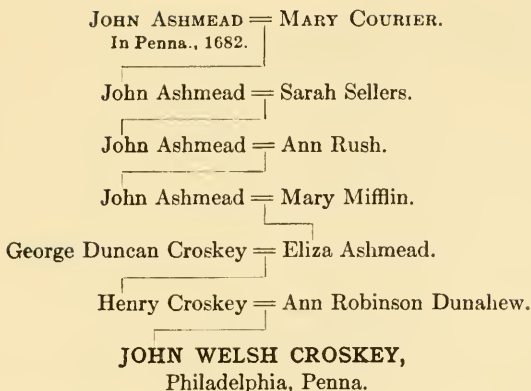 JOHN ASHMEAD = MARY COURIER.
In Penna., 1682.
John Ashmead = Sarah Sellers.
John Ashmead = Ann Rush.
John Ashmead = Mary Mifflin.
George Duncan Croskey = Eliza Ashmead.
Henry Croskey = Ann Robinson Dunahew.
JOHN WELSH CROSKEY,
Philadelphia, Penna.